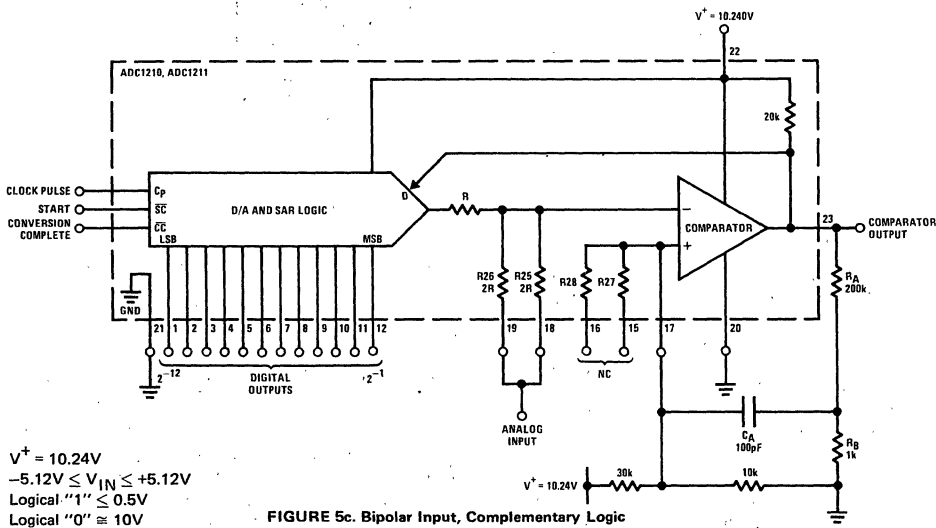 V+ = 10.240V
22
ADC1210, ADC1211
20k
CLOCK PULSE
CP
START
SC
CONVERSION
COMPLETE
CC
D/A AND SAR LOGIC
D
R
LSB
MSB
−
COMPARATOR
+
23
COMPARATOR
OUTPUT
R26
2R
R25
2R
R28
R27
RA
200k
GND
21
1
2
3
4
5
6
7
8
9
10
11
12
19
18
16
15
17
20
2−12
DIGITAL
OUTPUTS
2−1
NC
ANALOG
INPUT
CA
100pF
RB
1k
V+ = 10.24V
30k
10k
V+ = 10.24V
−5.12V ≤ VIN ≤ +5.12V
Logical "1" ≤ 0.5V
Logical "0" ≅ 10V
FIGURE 5c. Bipolar Input, Complementary Logic